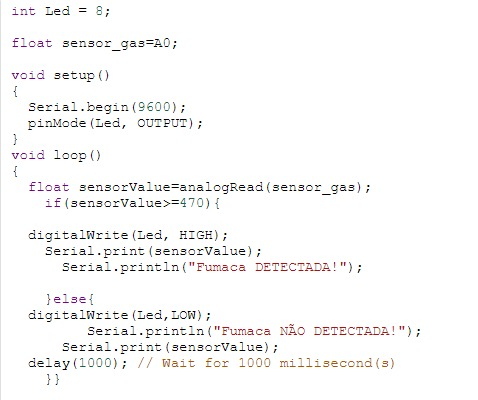 int Led = 8;
float sensor_gas=A0;
void setup()
{
Serial.begin(9600);
pinMode(Led, OUTPUT);
}
void loop()
{
float sensorValue=analogRead(sensor_gas);
if(sensorValue>=470){
digitalWrite(Led, HIGH);
Serial.print(sensorValue);
Serial.println("Fumaca DETECTADA!");
}else{
digitalWrite(Led,LOW);
Serial.println("Fumaca NÃO DETECTADA!");
Serial.print(sensorValue);
delay(1000); // Wait for 1000 millisecond(s)
}}